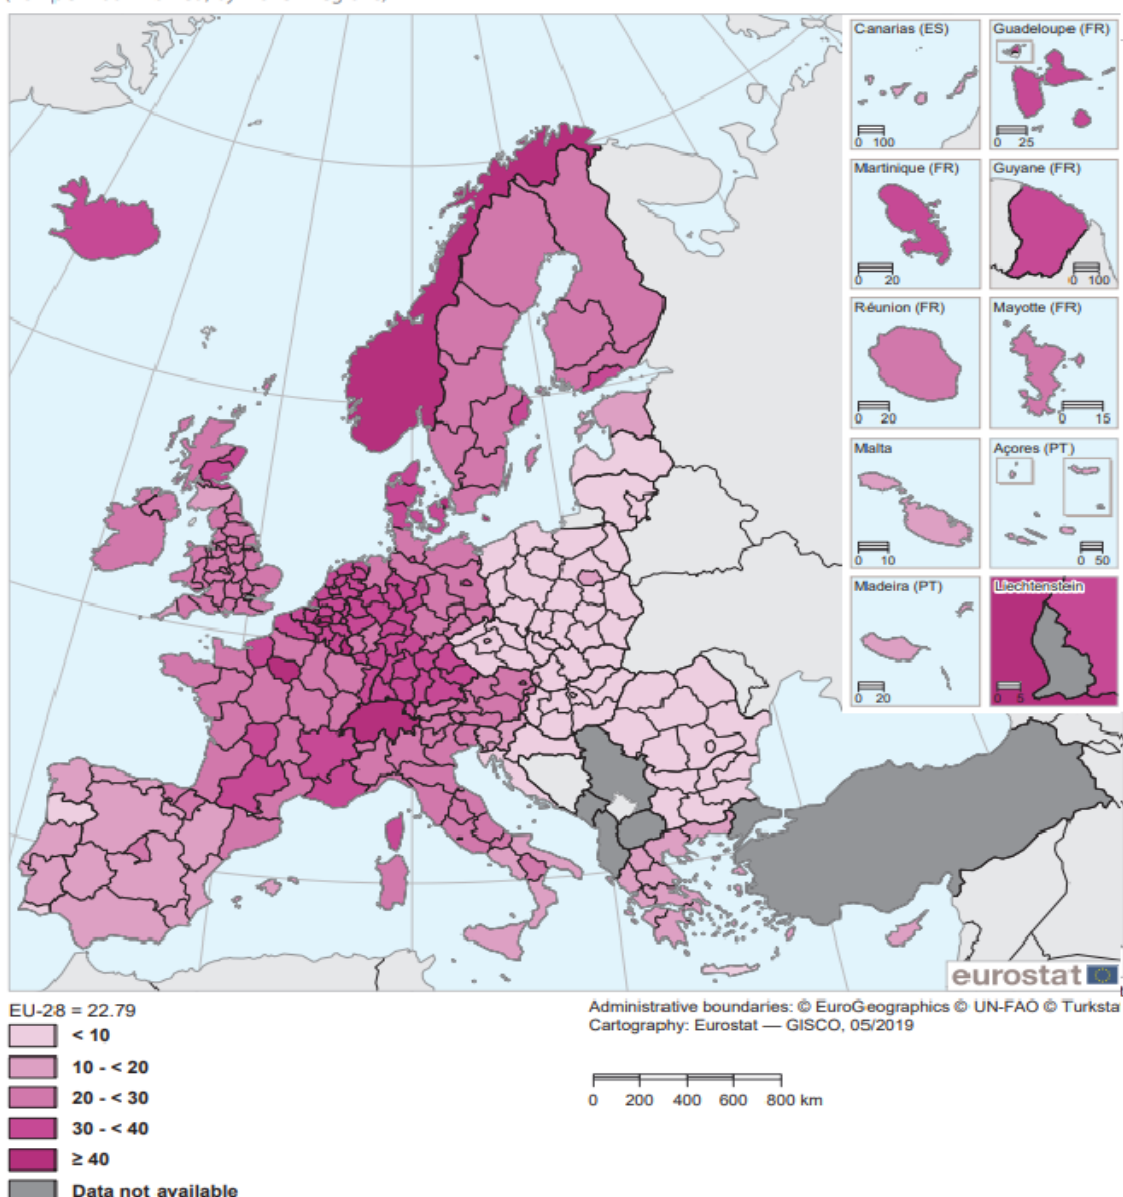 Canarias (ES)
0 100
Guadeloupe (FR)
0 25
Martinique (FR)
0 20
Guyane (FR)
0 100
Réunion (FR)
0 20
Mayotte (FR)
0 15
Malta
0 10
Açores (PT)
0 50
Madeira (PT)
0 20
Liechtenstein
0 5
eurostat
EU-28 = 22.79
< 10
10 - < 20
20 - < 30
30 - < 40
≥ 40
Data not available
Administrative boundaries: © EuroGeographics © UN-FAO © Turksta
Cartography: Eurostat — GISCO, 05/2019
0 200 400 600 800 km